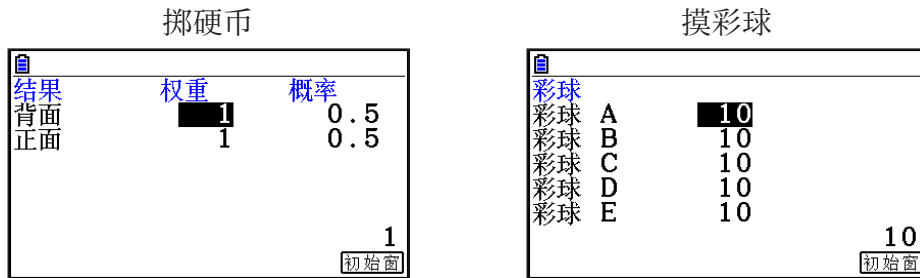 掷硬币
结果 权重 概率
背面 1 0.5
正面 1 0.5
1
初始窗
摸彩球
彩球
彩球 A 10
彩球 B 10
彩球 C 10
彩球 D 10
彩球 E 10
10
初始窗